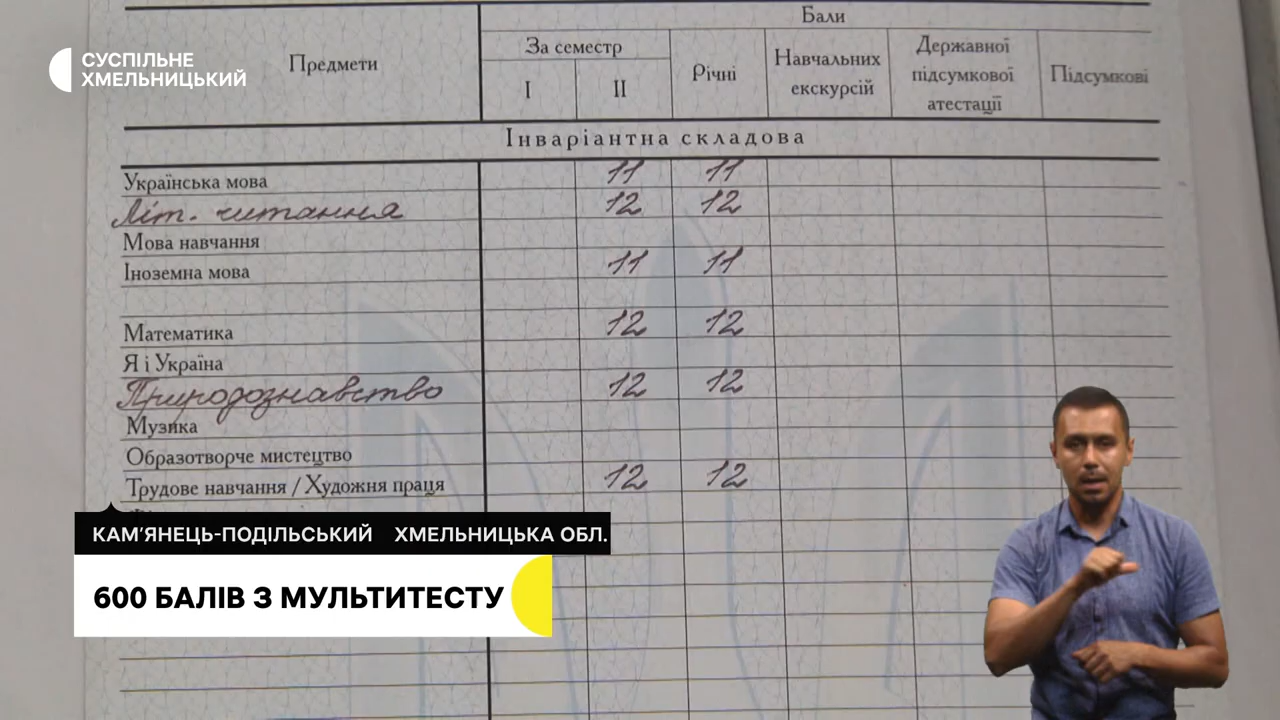 СУСПІЛЬНЕ
ХМЕЛЬНИЦЬКИЙ
Предмети
Бали
За семестр
I II
Річні
Навчальних
екскурсій
Державної
підсумкової
атестації
Підсумкові
Інваріантна складова
Українська мова 11 11
Літ. читання 12 12
Мова навчання
Іноземна мова 11 11
Математика 12 12
Я і Україна
Природознавство 12 12
Музика
Образотворче мистецтво
Трудове навчання / Художня праця 12 12
КАМ'ЯНЕЦЬ-ПОДІЛЬСЬКИЙ ХМЕЛЬНИЦЬКА ОБЛ.
600 БАЛІВ З МУЛЬТИТЕСТУ